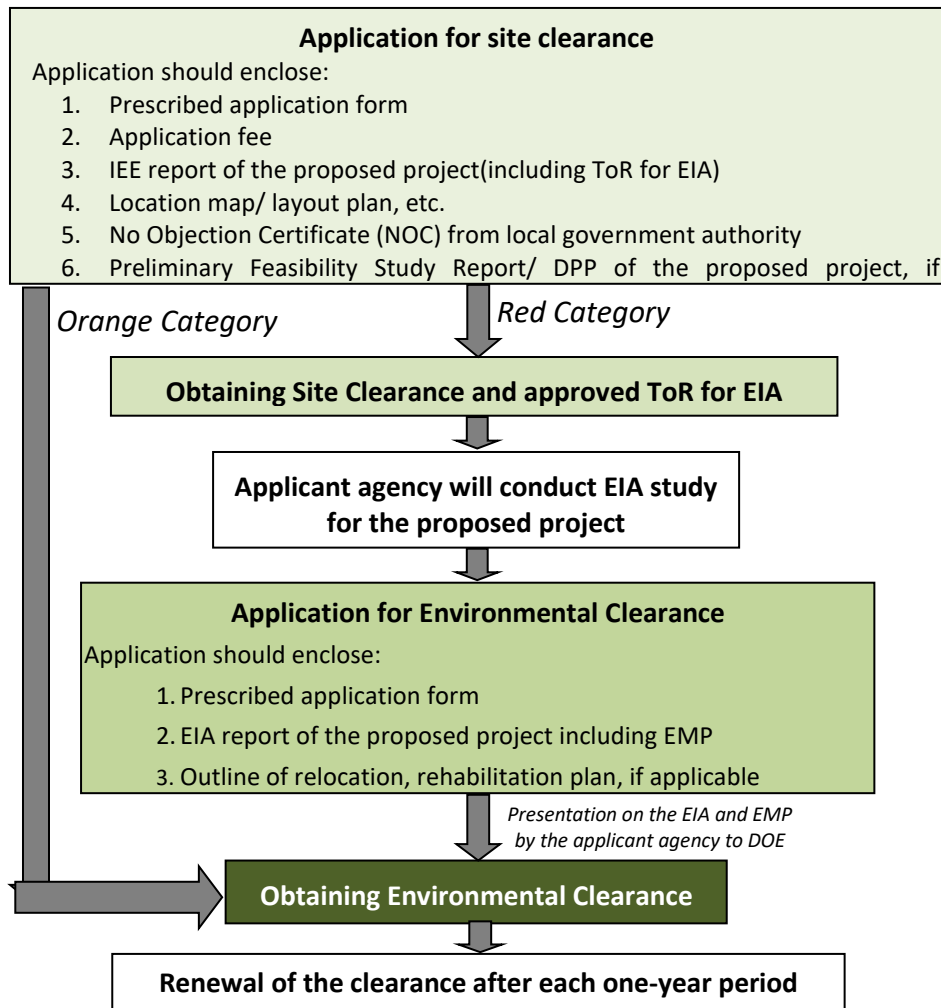 Application for site clearance
Application should enclose:
1. Prescribed application form
2. Application fee
3. IEE report of the proposed project(including ToR for EIA)
4. Location map/ layout plan, etc.
5. No Objection Certificate (NOC) from local government authority
6. Preliminary Feasibility Study Report/ DPP of the proposed project, if
Orange Category
Red Category
Obtaining Site Clearance and approved ToR for EIA
Applicant agency will conduct EIA study
for the proposed project
Application for Environmental Clearance
Application should enclose:
1. Prescribed application form
2. EIA report of the proposed project including EMP
3. Outline of relocation, rehabilitation plan, if applicable
Presentation on the EIA and EMP
by the applicant agency to DOE
Obtaining Environmental Clearance
Renewal of the clearance after each one-year period